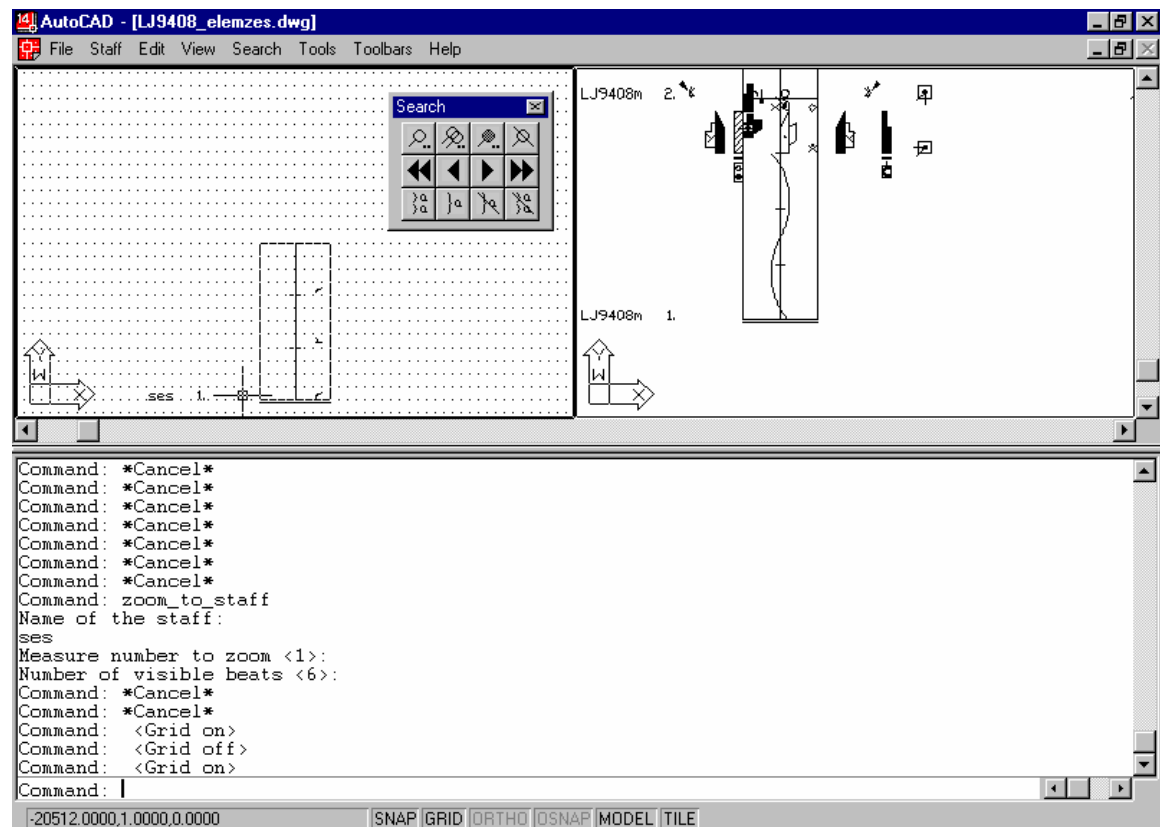 AutoCAD - [LJ9408_elemzes.dwg]
File Staff Edit View Search Tools Toolbars Help
Search
LJ9408m 2.
LJ9408m 1.
Y
W
X
ses 1.
Y
W
X
Command: *Cancel*
Command: *Cancel*
Command: *Cancel*
Command: *Cancel*
Command: *Cancel*
Command: *Cancel*
Command: *Cancel*
Command: zoom_to_staff
Name of the staff:
ses
Measure number to zoom <1>:
Number of visible beats <6>:
Command: *Cancel*
Command: *Cancel*
Command: <Grid on>
Command: <Grid off>
Command: <Grid on>
Command:
-20512.0000,1.0000,0.0000 SNAP GRID ORTHO OSNAP MODEL TILE